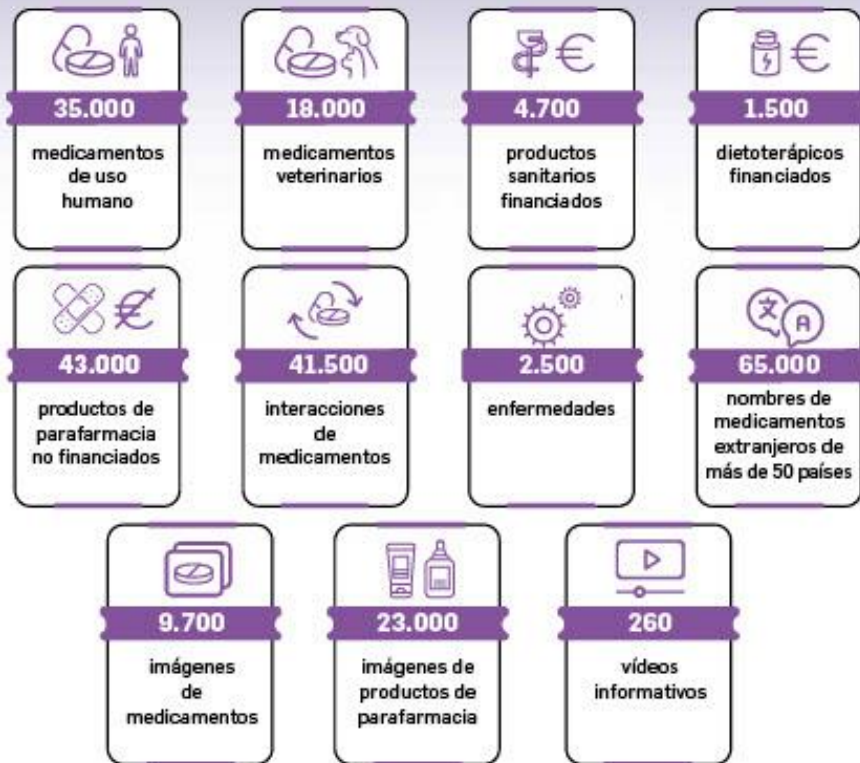 35.000
medicamentos
de uso
humano
18.000
medicamentos
veterinarios
4.700
productos
sanitarios
financiados
1.500
dietoterápicos
financiados
43.000
productos de
parafarmacia
no financiados
41.500
interacciones
de
medicamentos
2.500
enfermedades
文 A
65.000
nombres de
medicamentos
extranjeros de
más de 50 países
9.700
imágenes
de
medicamentos
23.000
imágenes de
productos de
parafarmacia
260
vídeos
informativos